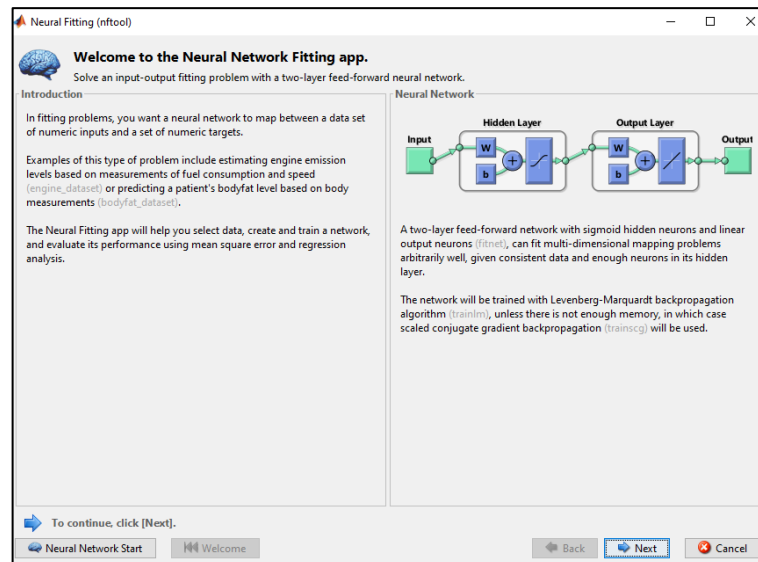 Neural Fitting (nftool)
Welcome to the Neural Network Fitting app.
Solve an input-output fitting problem with a two-layer feed-forward neural network.
Introduction
In fitting problems, you want a neural network to map between a data set
of numeric inputs and a set of numeric targets.
Examples of this type of problem include estimating engine emission
levels based on measurements of fuel consumption and speed
(engine_dataset) or predicting a patient's bodyfat level based on body
measurements (bodyfat_dataset).
The Neural Fitting app will help you select data, create and train a network,
and evaluate its performance using mean square error and regression
analysis.
Neural Network
Hidden Layer
Output Layer
Input
Output
W
b
+
W
b
+
A two-layer feed-forward network with sigmoid hidden neurons and linear
output neurons (fitnet), can fit multi-dimensional mapping problems
arbitrarily well, given consistent data and enough neurons in its hidden
layer.
The network will be trained with Levenberg-Marquardt backpropagation
algorithm (trainlm), unless there is not enough memory, in which case
scaled conjugate gradient backpropagation (trainscg) will be used.
To continue, click [Next].
Neural Network Start
Welcome
Back
Next
Cancel